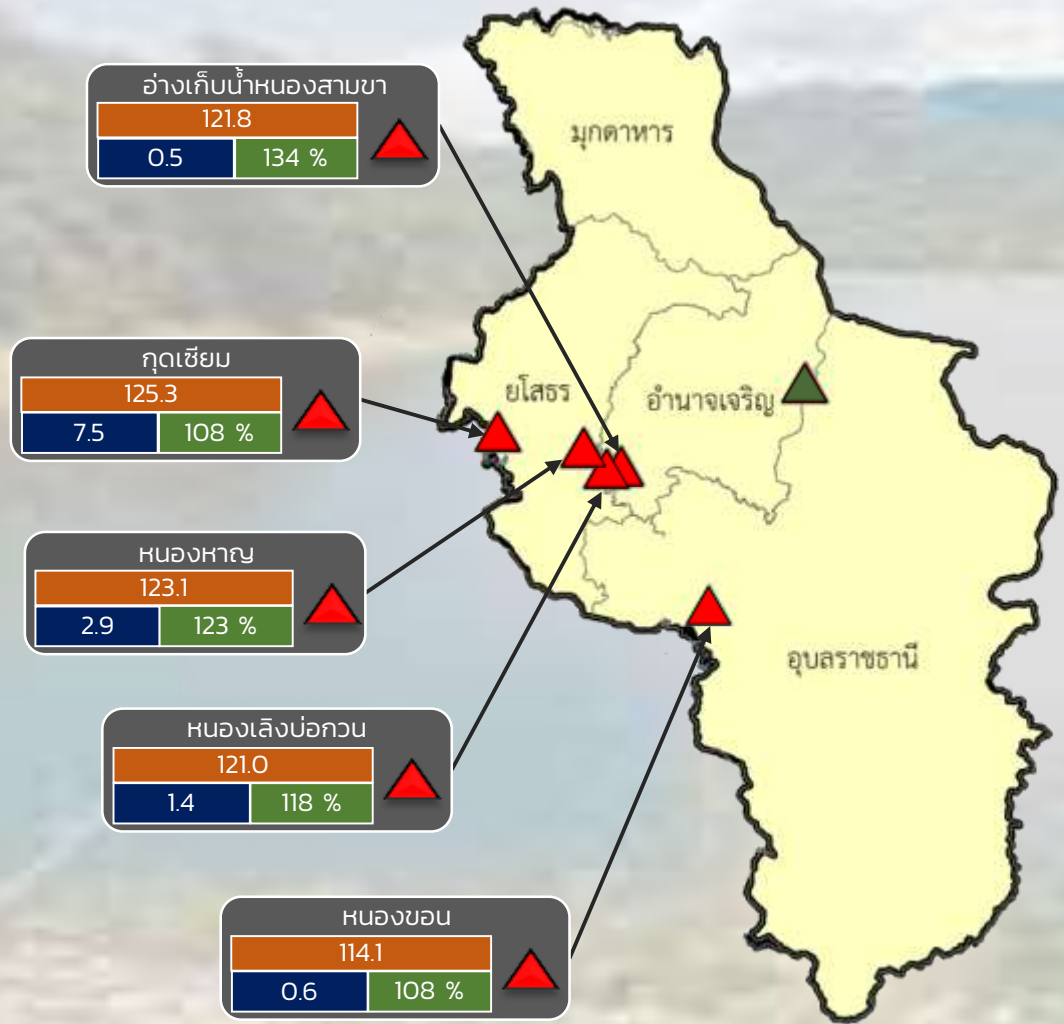 อ่างเก็บน้ำหนองสามขา
121.8
0.5 134 %
กุดเซียม
125.3
7.5 108 %
หนองหาญ
123.1
2.9 123 %
หนองเลิงบ่อกวน
121.0
1.4 118 %
หนองขอน
114.1
0.6 108 %
มุกดาหาร
ยโสธร
อำนาจเจริญ
อุบลราชธานี